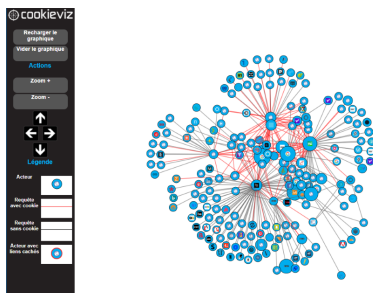 cookieviz
Recharger le
graphique
Vider le graphique
Actions
Zoom +
Zoom -
Légende
Acteur
Requête
avec cookie
Requête
sans cookie
Acteur avec
liens cachés